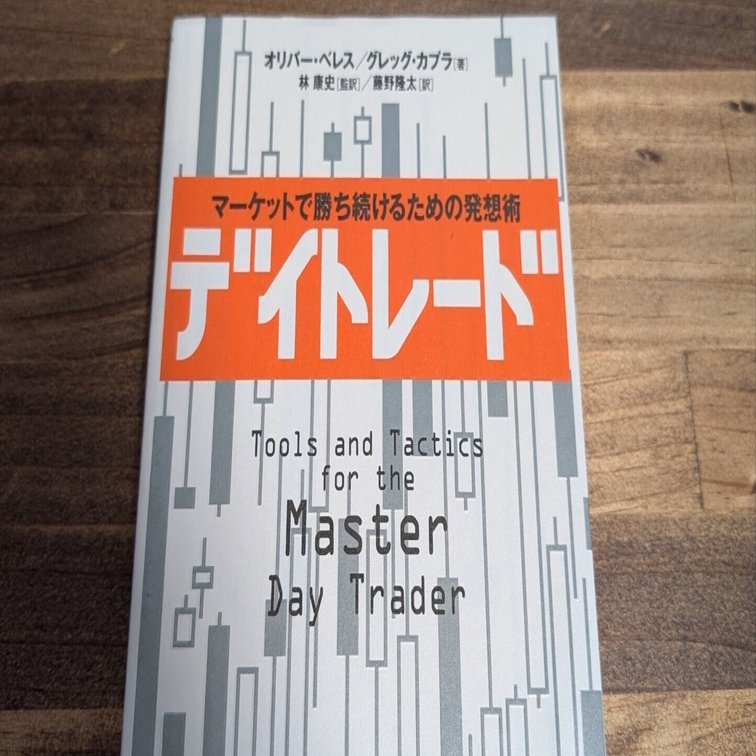 オリバー・ベレス／グレッグ・カプラ[著]
林 康史[監訳]／藤野隆太[訳]
マーケットで勝ち続けるための発想術
デイトレード
Tools and Tactics
for the
Master
Day Trader